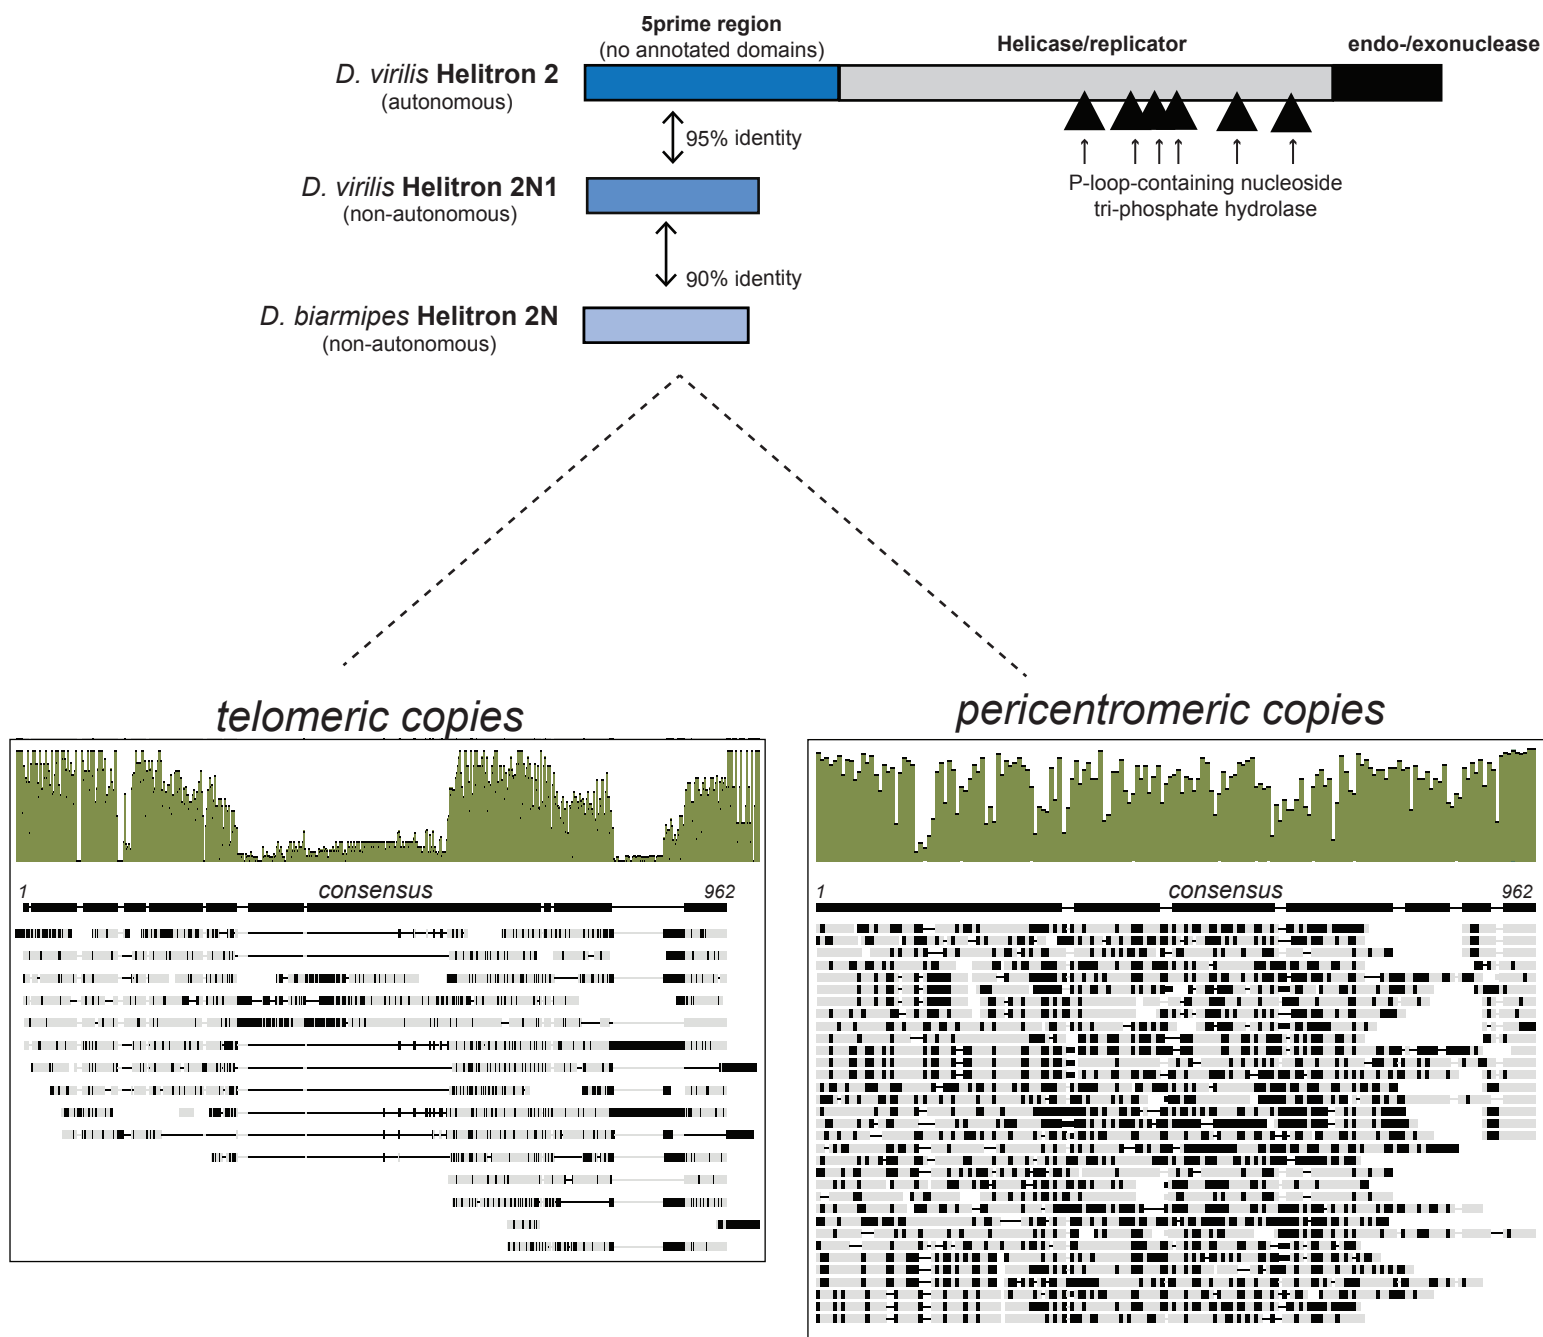 5prime region
(no annotated domains)
Helicase/replicator
endo-/exonuclease
D. virilis Helitron 2
(autonomous)
95% identity
P-loop-containing nucleoside
tri-phosphate hydrolase
D. virilis Helitron 2N1
(non-autonomous)
90% identity
D. biarmipes Helitron 2N
(non-autonomous)
telomeric copies
1 consensus 962
pericentromeric copies
1 consensus 962